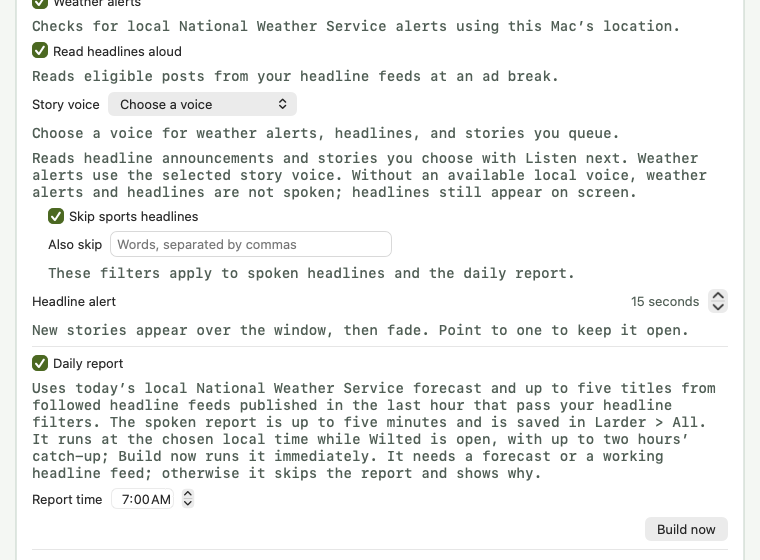 Weather alerts
Checks for local National Weather Service alerts using this Mac’s location.
Read headlines aloud
Reads eligible posts from your headline feeds at an ad break.
Story voice Choose a voice
Choose a voice for weather alerts, headlines, and stories you queue.
Reads headline announcements and stories you choose with Listen next. Weather
alerts use the selected story voice. Without an available local voice, weather
alerts and headlines are not spoken; headlines still appear on screen.
Skip sports headlines
Also skip Words, separated by commas
These filters apply to spoken headlines and the daily report.
Headline alert 15 seconds
New stories appear over the window, then fade. Point to one to keep it open.
Daily report
Uses today’s local National Weather Service forecast and up to five titles from
followed headline feeds published in the last hour that pass your headline
filters. The spoken report is up to five minutes and is saved in Larder > All.
It runs at the chosen local time while Wilted is open, with up to two hours’
catch-up; Build now runs it immediately. It needs a forecast or a working
headline feed; otherwise it skips the report and shows why.
Report time 7:00 AM
Build now